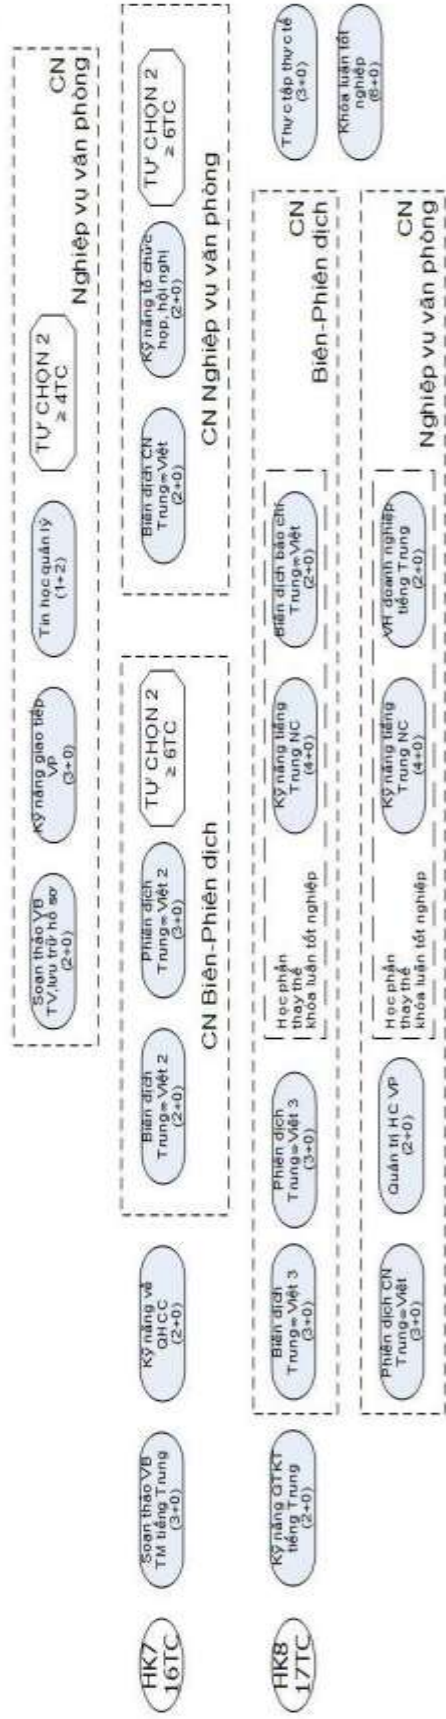 Soạn thảo VB
TV,lưu trữ hồ sơ
(2+0)
Kỹ năng giao tiếp
VP
(3+0)
Tin học quản lý
(1+2)
TỰ CHỌN 2
≥ 4TC
CN
Nghiệp vụ văn phòng
HK7
16TC
Soạn thảo VB
TM tiếng Trung
(3+0)
Kỹ năng về
QHCC
(2+0)
Biên dịch
Trung=Việt 2
(2+0)
Phiên dịch
Trung=Việt 2
(3+0)
TỰ CHỌN 2
≥ 6TC
CN Biên-Phiên dịch
Biên dịch CN
Trung=Việt
(2+0)
Kỹ năng tổ chức
họp, hội nghị
(2+0)
TỰ CHỌN 2
≥ 6TC
CN Nghiệp vụ văn phòng
HK8
17TC
Kỹ năng QTKT
tiếng Trung
(2+0)
Biên dịch
Trung=Việt 3
(3+0)
Phiên dịch
Trung=Việt 3
(3+0)
Học phần
thay thế
khóa luận tốt nghiệp
Kỹ năng tiếng
Trung NC
(4+0)
Biên dịch báo chí
Trung=Việt
(2+0)
CN
Biên-Phiên dịch
Thực tập thực tế
(3+0)
Khóa luận tốt
nghiệp
(6+0)
Phiên dịch CN
Trung=Việt
(3+0)
Quản trị HC VP
(2+0)
Học phần
thay thế
khóa luận tốt nghiệp
Kỹ năng tiếng
Trung NC
(4+0)
VH doanh nghiệp
tiếng Trung
(2+0)
CN
Nghiệp vụ văn phòng